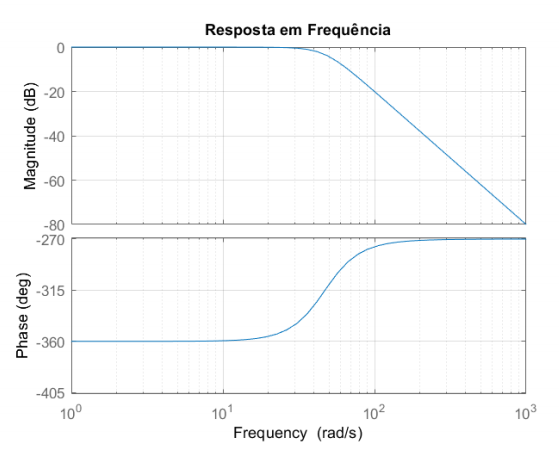 Resposta em Frequência
Magnitude (dB)
0
-20
-40
-60
-80
Phase (deg)
-270
-315
-360
-405
10^0 10^1 10^2 10^3
Frequency (rad/s)